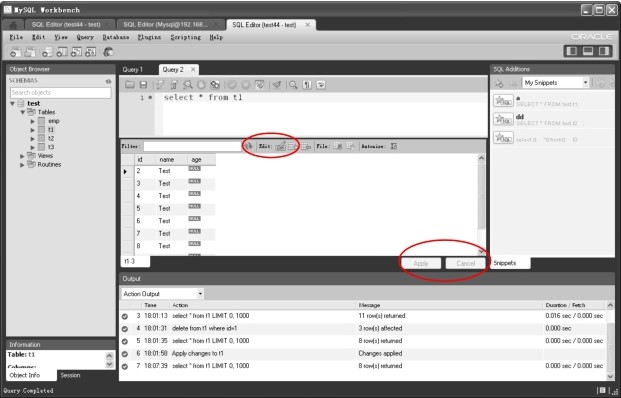 MySQL Workbench
SQL Editor (test44 - test) × SQL Editor (Mysql@192.168... × SQL Editor (test44 - test) ×
File Edit View Query Database Plugins Scripting Help
ORACLE
Object Browser
SCHEMAS
Search objects
test
Tables
emp
t1
t2
t3
Views
Routines
Query 1 Query 2 ×
1 select * from t1
Filter: Edit: File: Autosize:
id name age
2 Test NULL
3 Test NULL
4 Test NULL
5 Test NULL
6 Test NULL
7 Test NULL
8 Test NULL
t1 3
Apply Cancel
SQL Additions
My Snippets
a
SELECT * FROM test.t1
dd
SELECT * FROM test.t2
Snippets
Output
Action Output
Time Action Message Duration / Fetch
3 18:01:13 select * from t1 LIMIT 0, 1000 11 row(s) returned 0.016 sec / 0.000 sec
4 18:01:31 delete from t1 where id=1 3 row(s) affected 0.000 sec
5 18:01:35 select * from t1 LIMIT 0, 1000 8 row(s) returned 0.000 sec / 0.000 sec
6 18:01:58 Apply changes to t1 Changes applied
7 18:07:39 select * from t1 LIMIT 0, 1000 8 row(s) returned 0.000 sec / 0.000 sec
Information
Table: t1
Columns:
Object Info Session
Query Completed